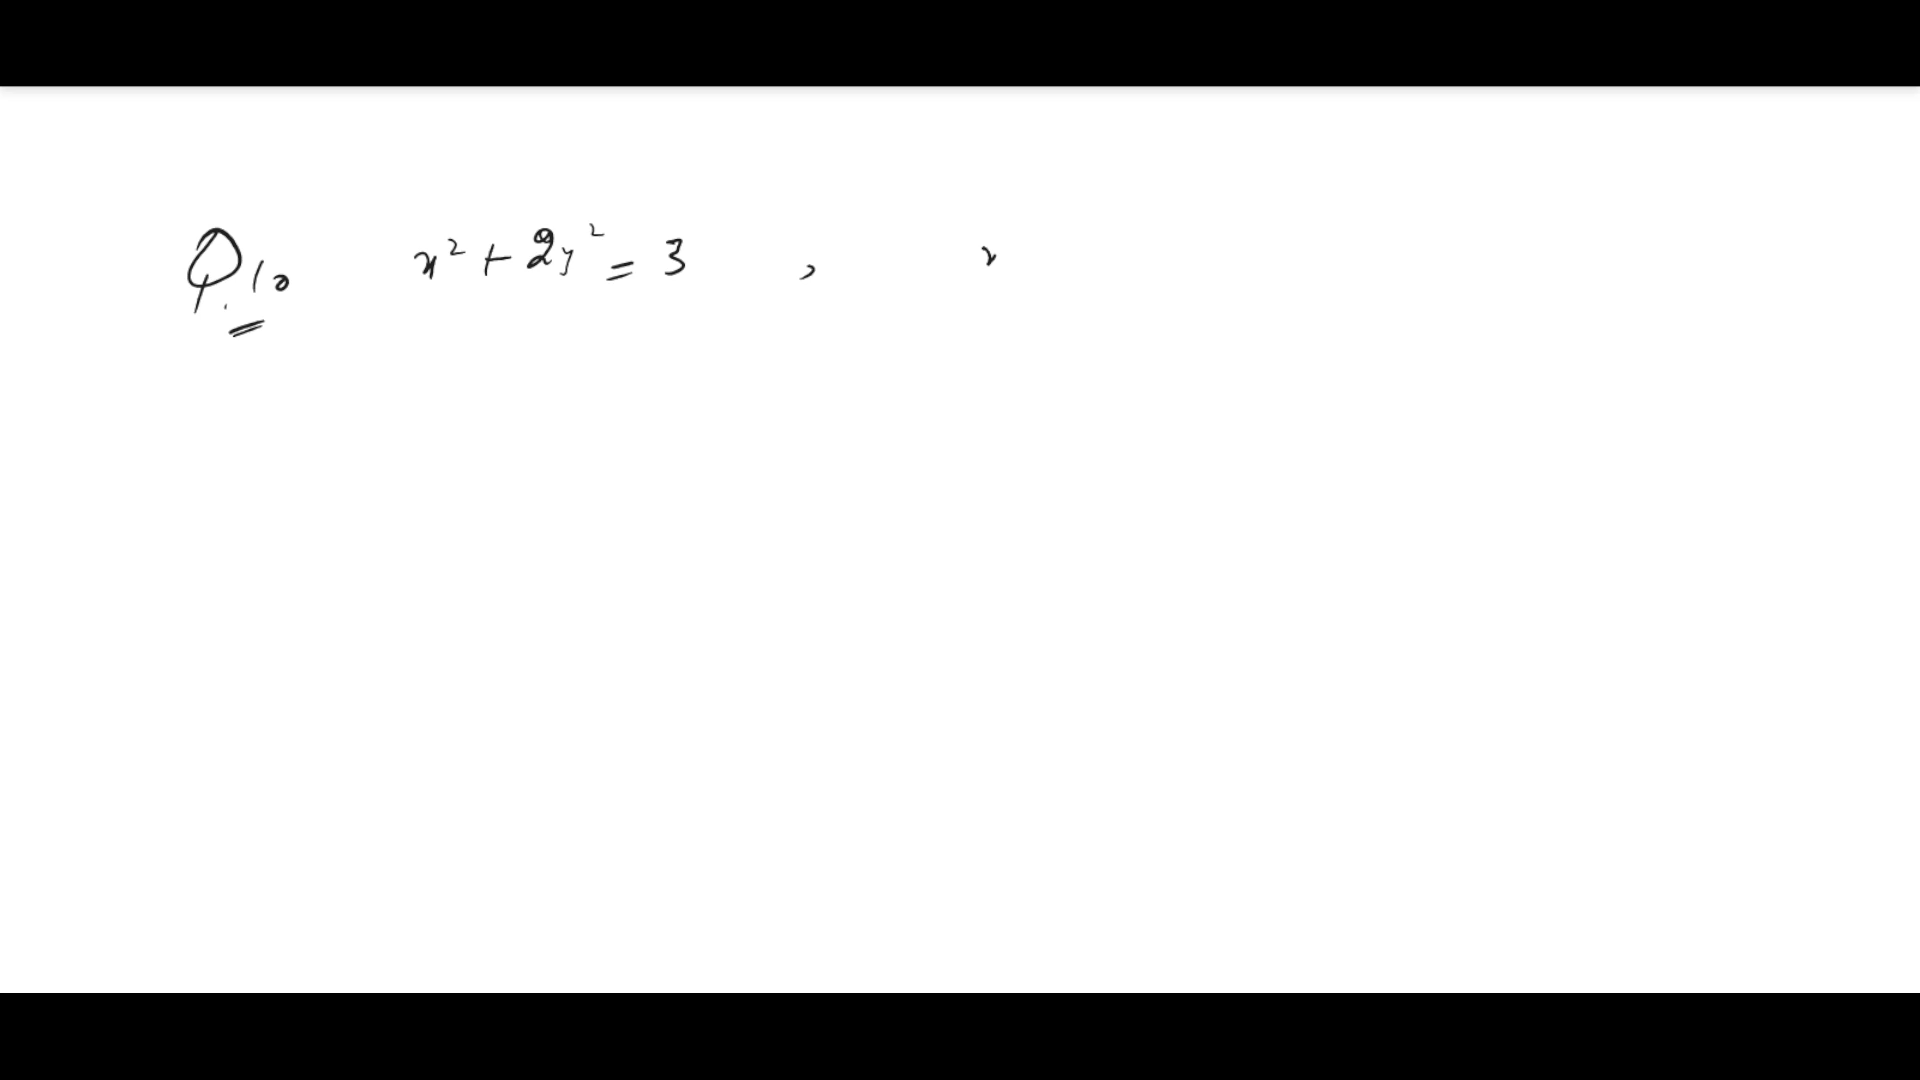 Q.10 x² + 2y² = 3 , x